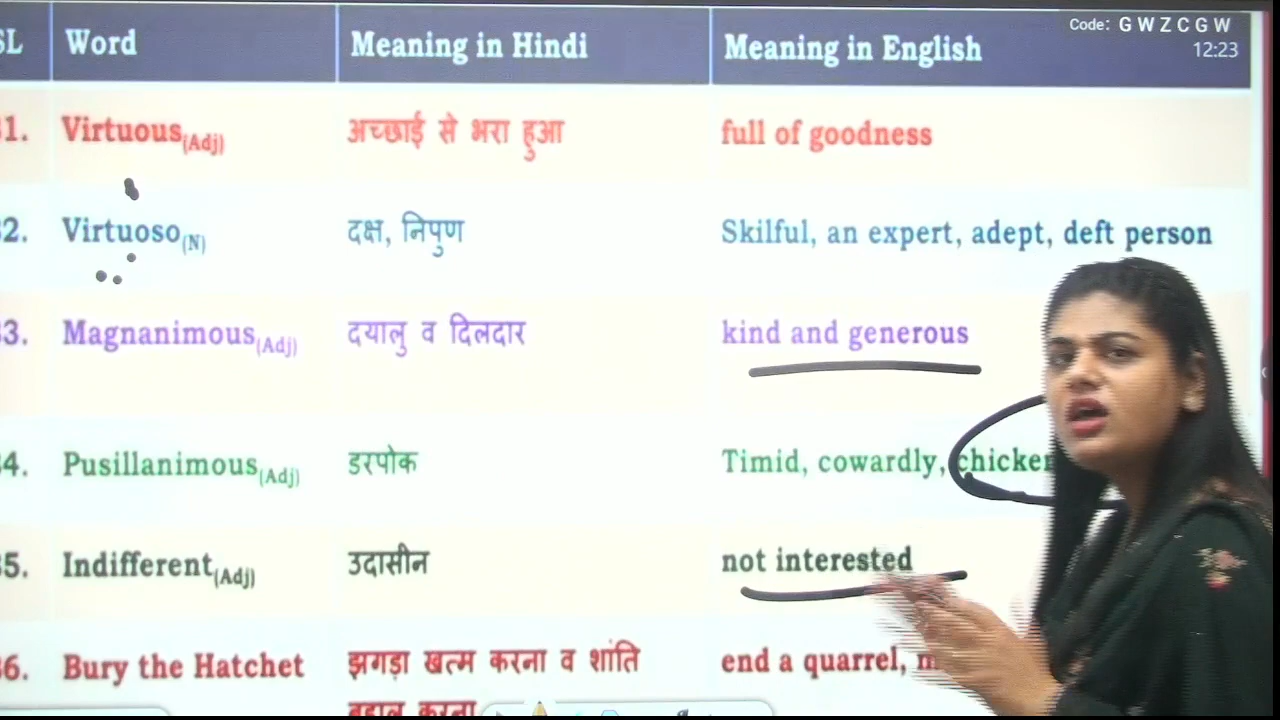 SL Word Meaning in Hindi Meaning in English
Code: G W Z C G W
12:23
1. Virtuous(Adj) अच्छाई से भरा हुआ full of goodness
2. Virtuoso(N) दक्ष, निपुण Skilful, an expert, adept, deft person
3. Magnanimous(Adj) दयालु व दिलदार kind and generous
4. Pusillanimous(Adj) डरपोक Timid, cowardly,
5. Indifferent(Adj) उदासीन not interested
6. Bury the Hatchet झगड़ा खत्म करना व शांति end a quarrel,
बहाल करना